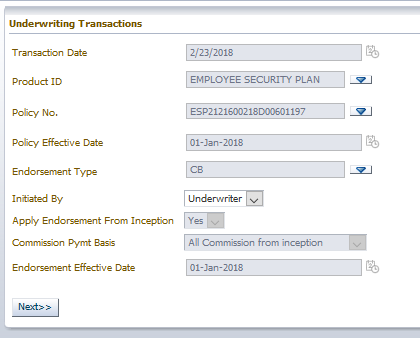 Underwriting Transactions
Transaction Date 2/23/2018
Product ID EMPLOYEE SECURITY PLAN
Policy No. ESP2121600218D00601197
Policy Effective Date 01-Jan-2018
Endorsement Type CB
Initiated By Underwriter
Apply Endorsement From Inception Yes
Commission Pymt Basis All Commission from inception
Endorsement Effective Date 01-Jan-2018
Next>>